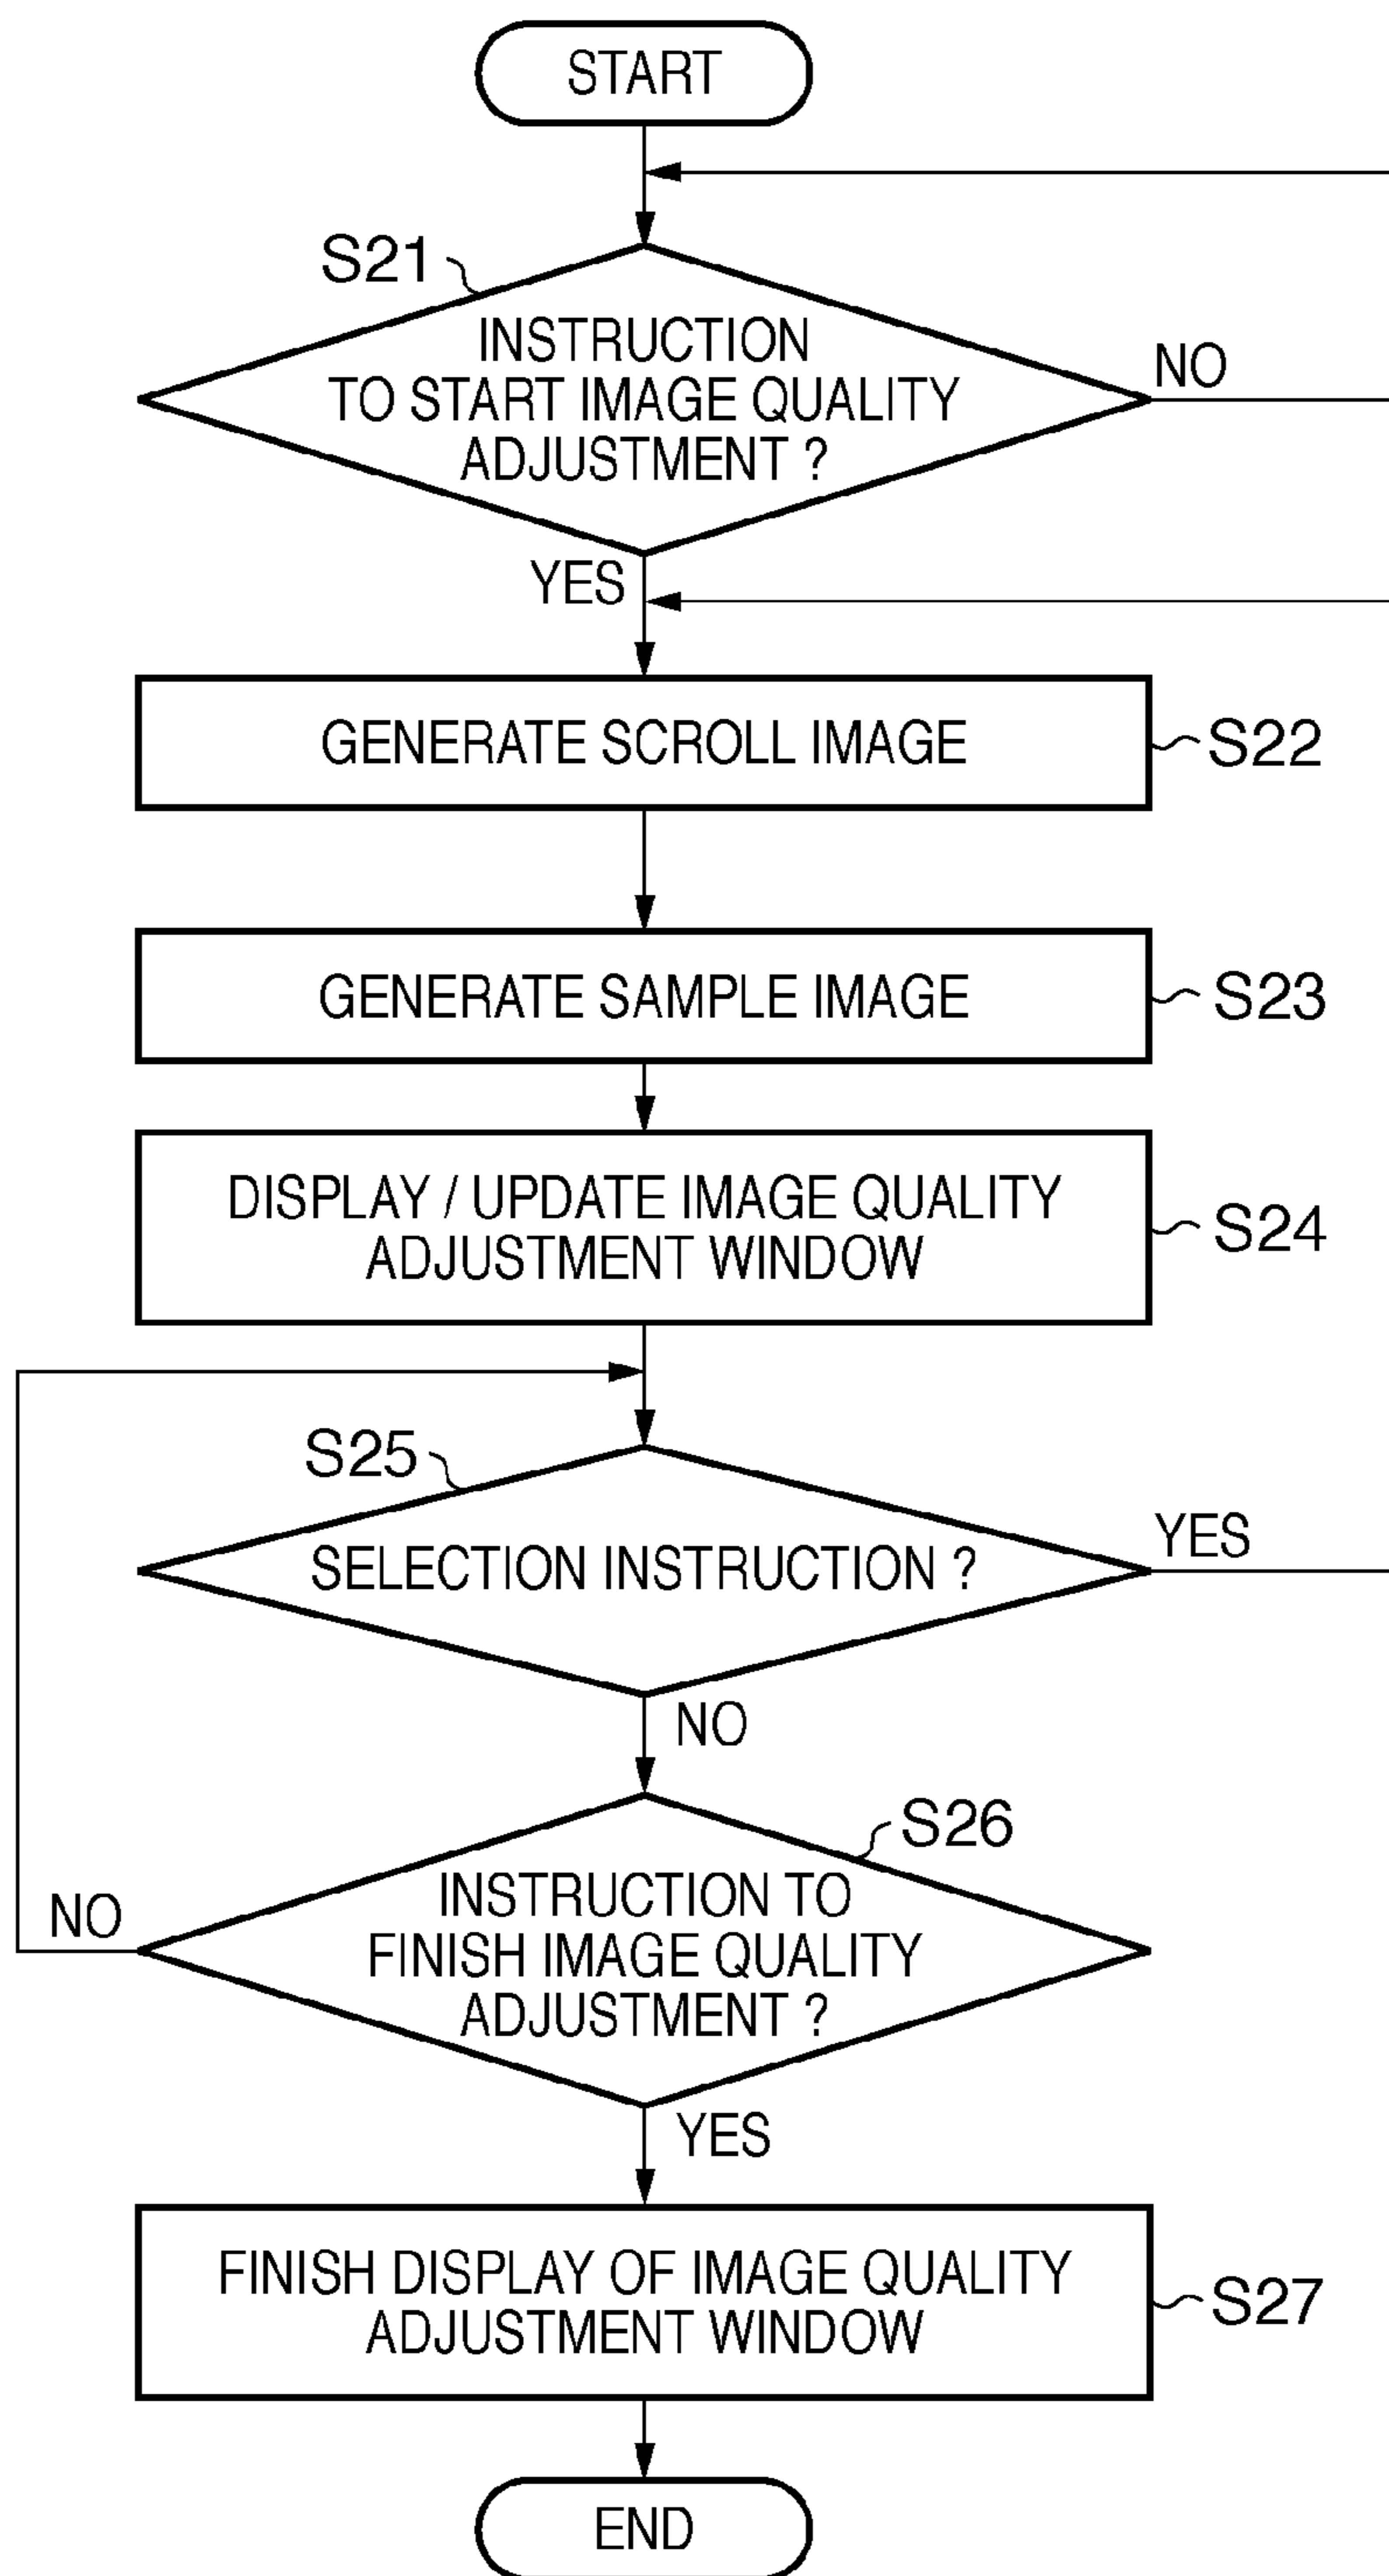 START
S21
INSTRUCTION
TO START IMAGE QUALITY
ADJUSTMENT ?
NO
YES
GENERATE SCROLL IMAGE
S22
GENERATE SAMPLE IMAGE
S23
DISPLAY / UPDATE IMAGE QUALITY
ADJUSTMENT WINDOW
S24
S25
SELECTION INSTRUCTION ?
YES
NO
S26
INSTRUCTION TO
FINISH IMAGE QUALITY
ADJUSTMENT ?
NO
YES
FINISH DISPLAY OF IMAGE QUALITY
ADJUSTMENT WINDOW
S27
END